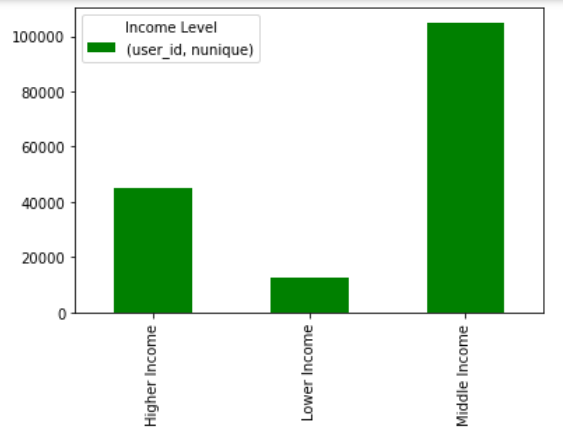 Income Level
(user_id, nunique)
100000
80000
60000
40000
20000
0
Higher Income
Lower Income
Middle Income